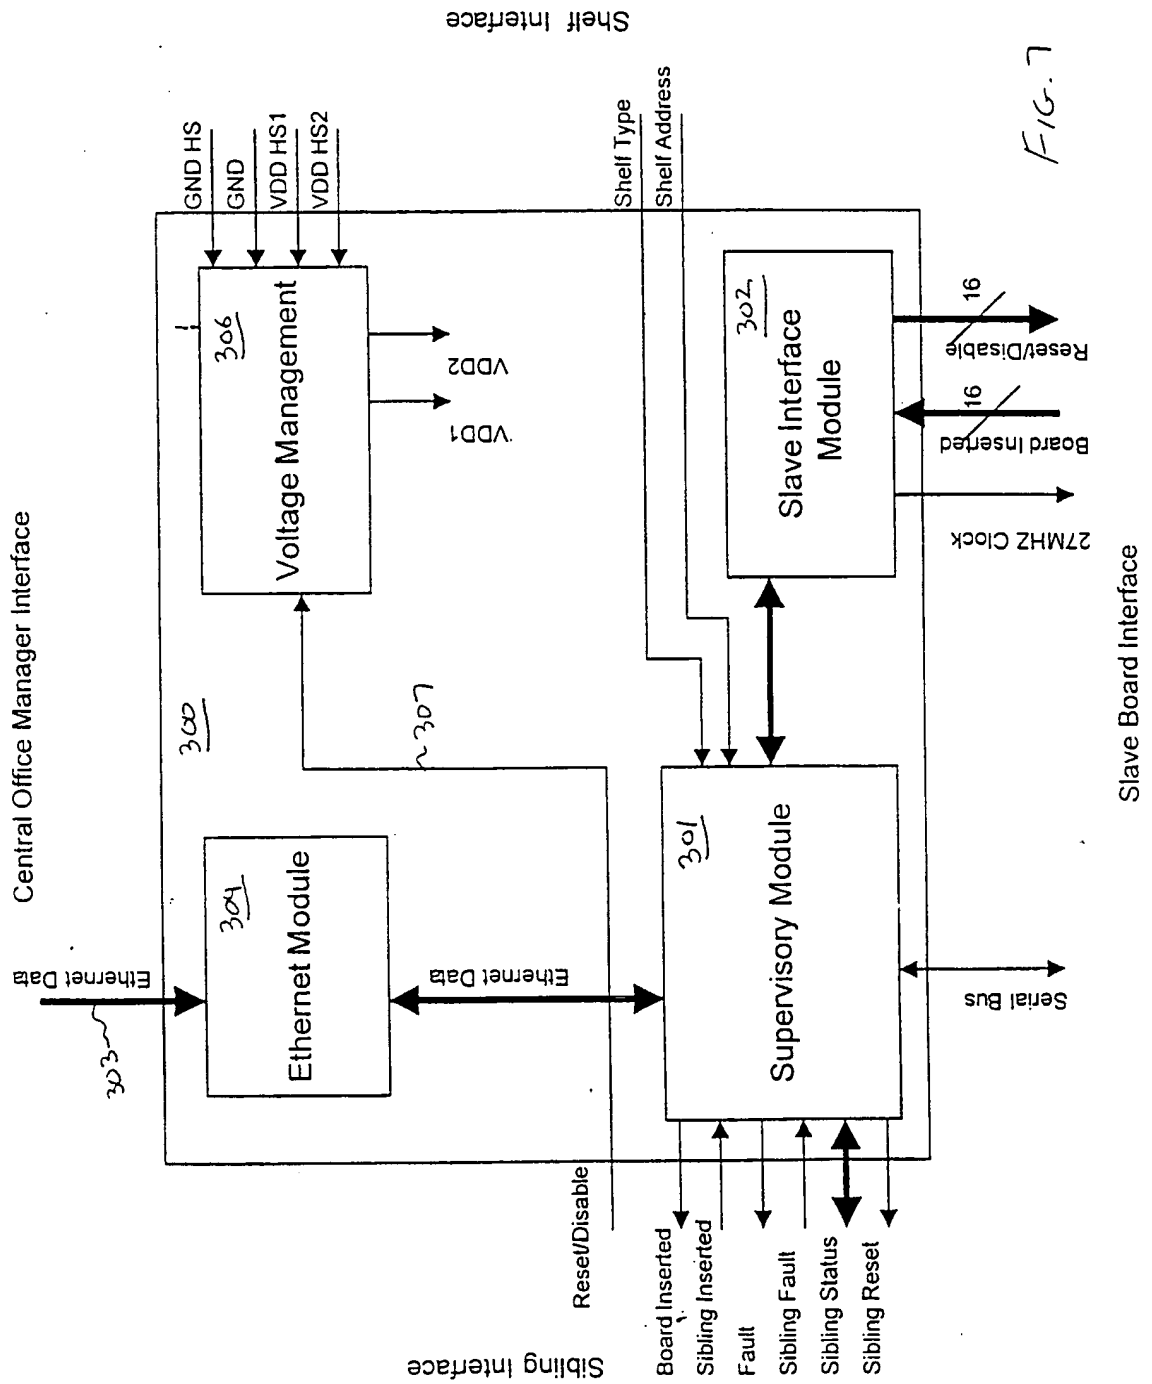 Central Office Manager Interface
Ethernet Data
303
300
304
Ethernet Module
306
Voltage Management
GND HS
GND
VDD HS1
VDD HS2
VDD2
VDD1
307
Ethernet Data
Reset/Disable
Shelf Interface
Shelf Type
Shelf Address
Sibling Interface
Board Inserted
Sibling Inserted
Fault
Sibling Fault
Sibling Status
Sibling Reset
301
Supervisory Module
302
Slave Interface
Module
Serial Bus
27MHZ Clock
Board Inserted
16
Reset/Disable
16
Slave Board Interface
FIG. 7